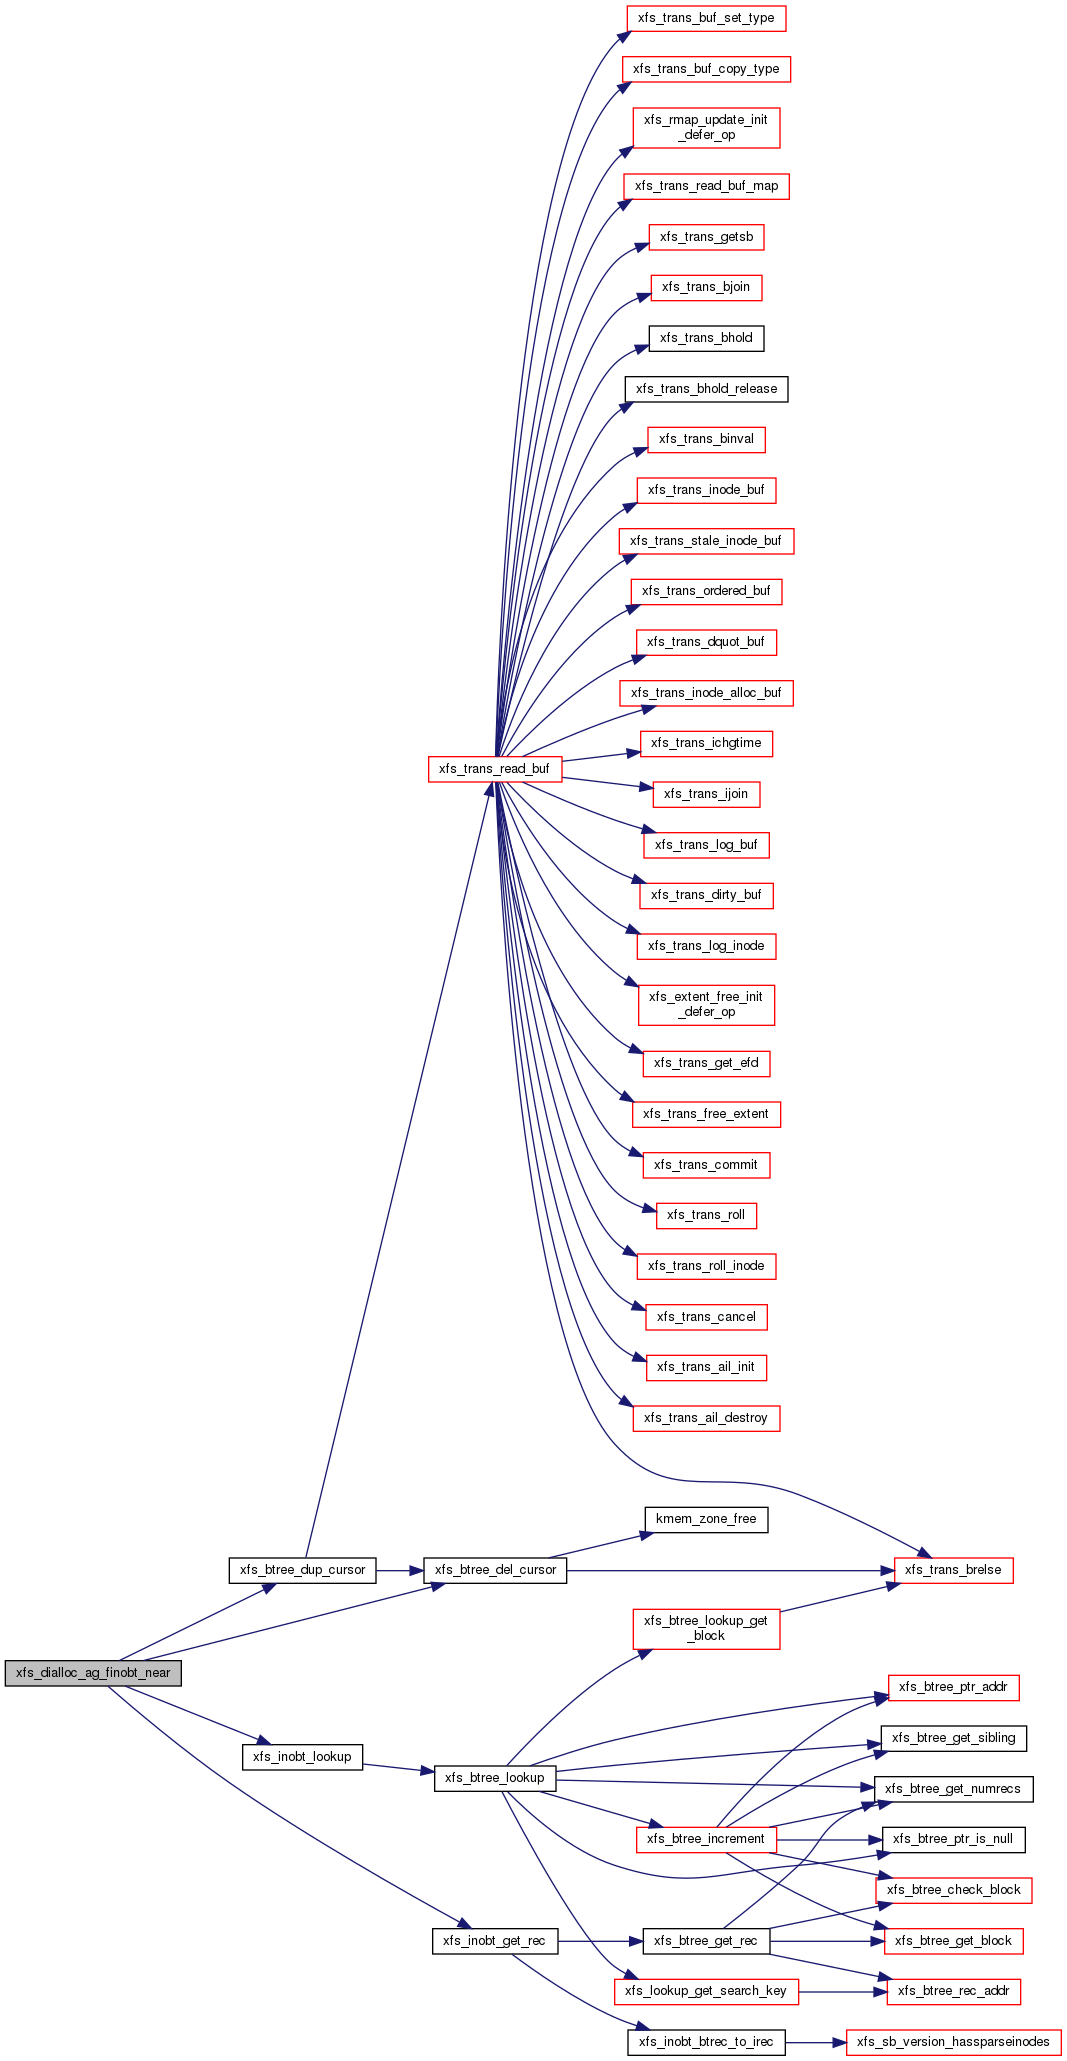 xfs_trans_buf_set_type
xfs_trans_buf_copy_type
xfs_rmap_update_init
_defer_op
xfs_trans_read_buf_map
xfs_trans_getsb
xfs_trans_bjoin
xfs_trans_bhold
xfs_trans_bhold_release
xfs_trans_binval
xfs_trans_inode_buf
xfs_trans_stale_inode_buf
xfs_trans_ordered_buf
xfs_trans_dquot_buf
xfs_trans_inode_alloc_buf
xfs_trans_ichgtime
xfs_trans_read_buf
xfs_trans_ijoin
xfs_trans_log_buf
xfs_trans_dirty_buf
xfs_trans_log_inode
xfs_extent_free_init
_defer_op
xfs_trans_get_efd
xfs_trans_free_extent
xfs_trans_commit
xfs_trans_roll
xfs_trans_roll_inode
xfs_trans_cancel
xfs_trans_ail_init
xfs_trans_ail_destroy
kmem_zone_free
xfs_btree_dup_cursor
xfs_btree_del_cursor
xfs_trans_brelse
xfs_btree_lookup_get
_block
xfs_dialloc_ag_finobt_near
xfs_btree_ptr_addr
xfs_btree_get_sibling
xfs_inobt_lookup
xfs_btree_lookup
xfs_btree_get_numrecs
xfs_btree_increment
xfs_btree_ptr_is_null
xfs_btree_check_block
xfs_inobt_get_rec
xfs_btree_get_rec
xfs_btree_get_block
xfs_lookup_get_search_key
xfs_btree_rec_addr
xfs_inobt_btrec_to_irec
xfs_sb_version_hassparseinodes